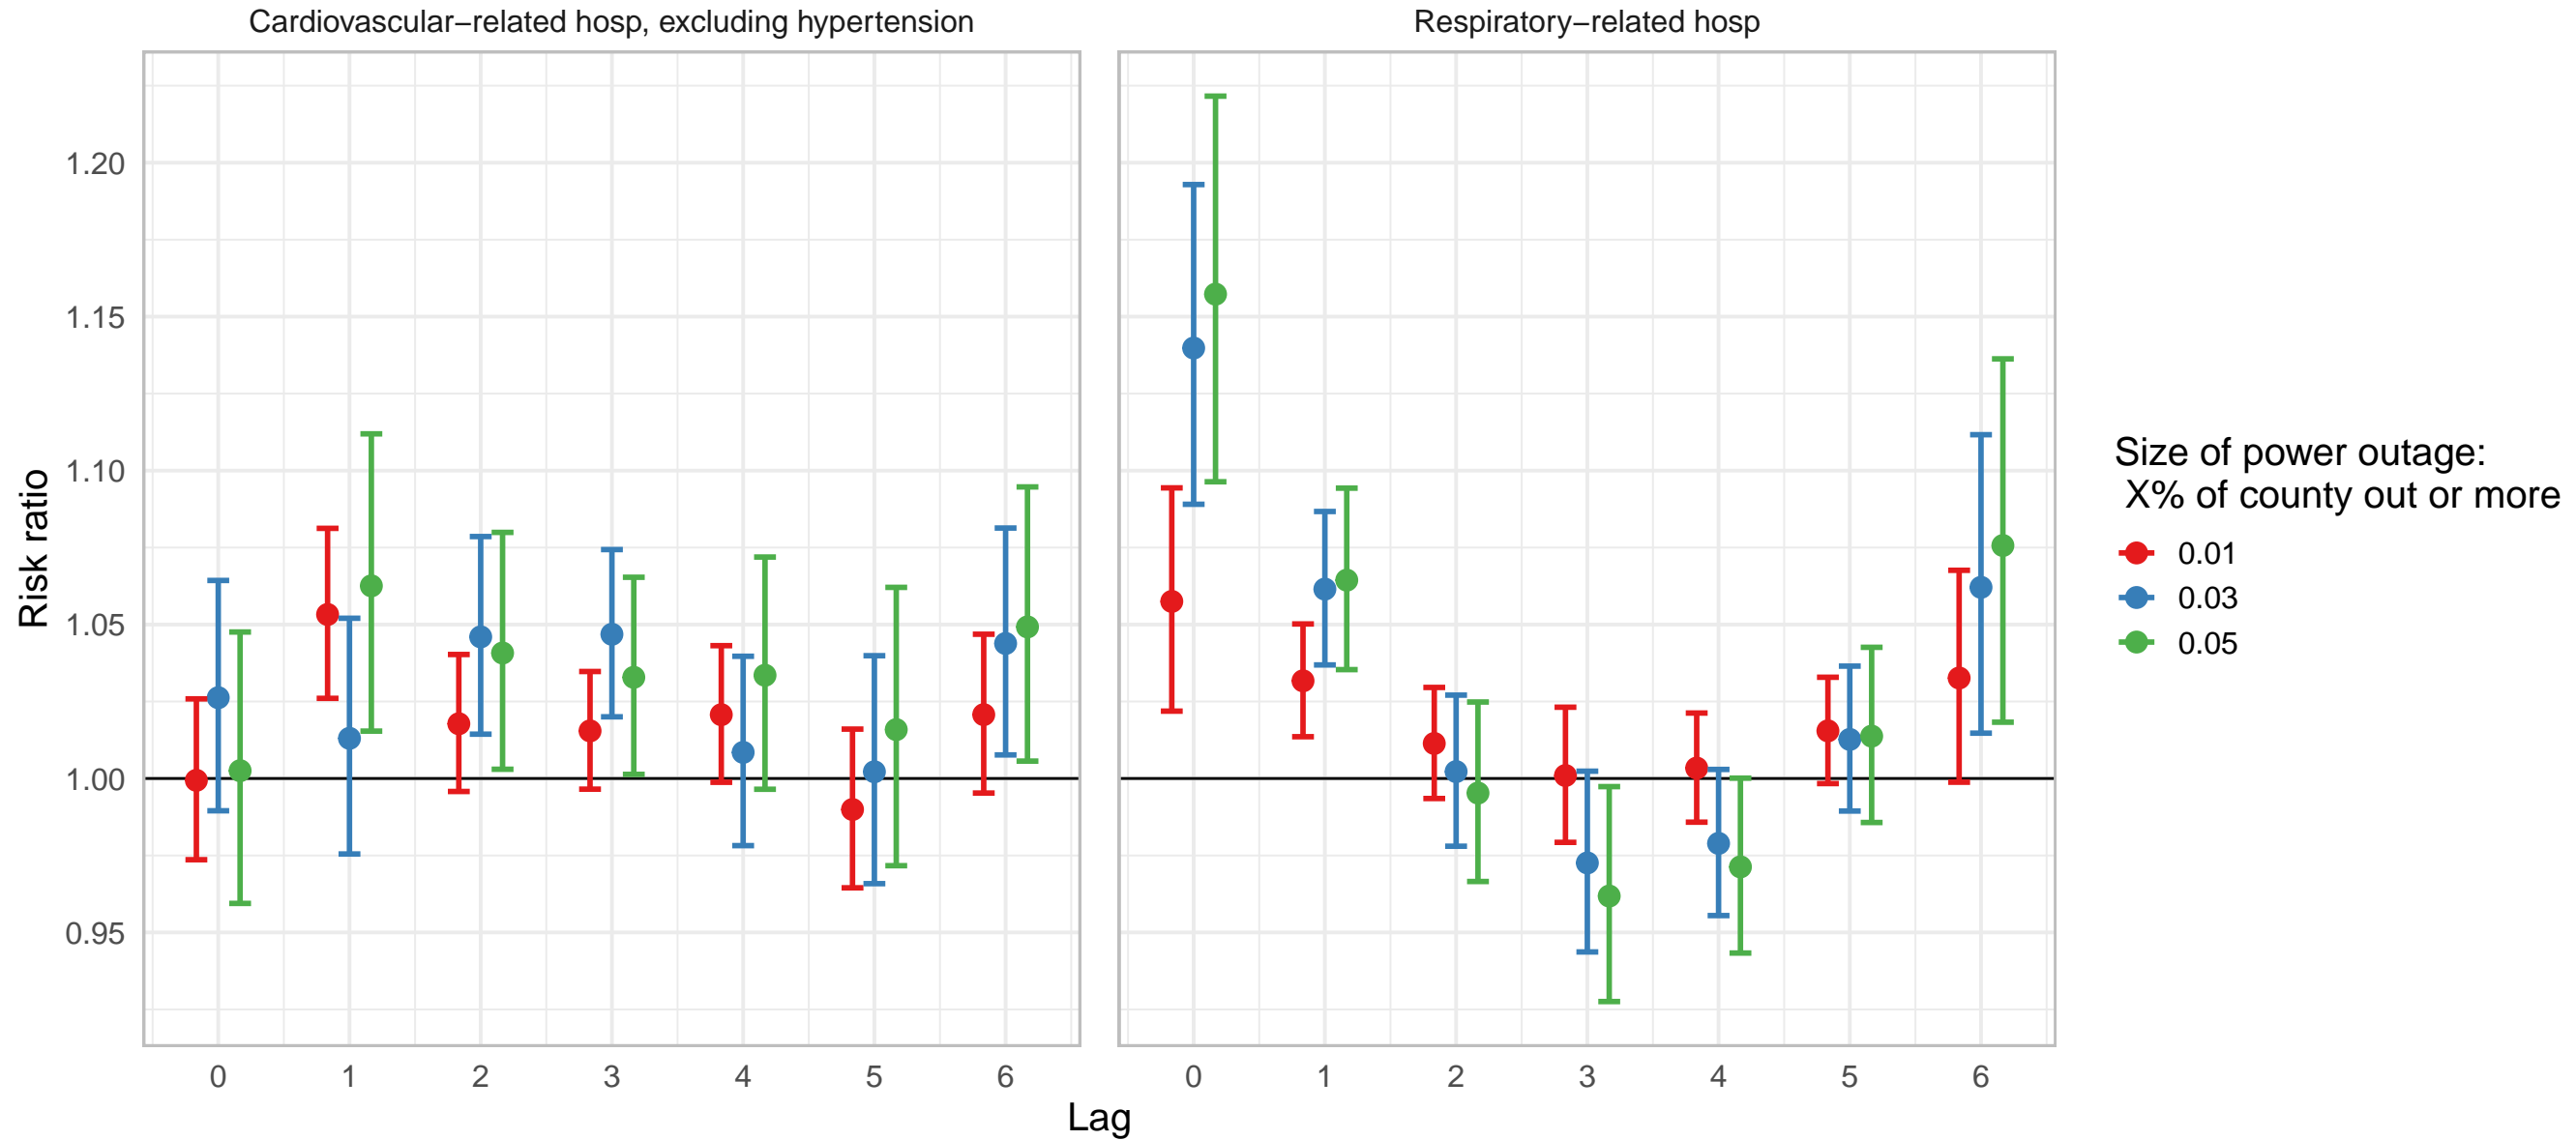 Cardiovascular−related hosp, excluding hypertension
Respiratory−related hosp
Risk ratio
1.20
1.15
1.10
1.05
1.00
0.95
0 1 2 3 4 5 6
0 1 2 3 4 5 6
Lag
Size of power outage:
X% of county out or more
0.01
0.03
0.05